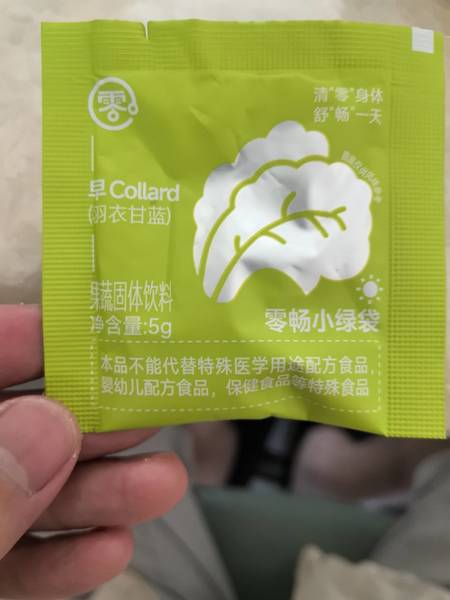 零
清“零”身体
舒“畅”一天
早 Collard
(羽衣甘蓝)
果蔬固体饮料
净含量:5g
零畅小绿袋
本品不能代替特殊医学用途配方食品,
婴幼儿配方食品，保健食品等特殊食品